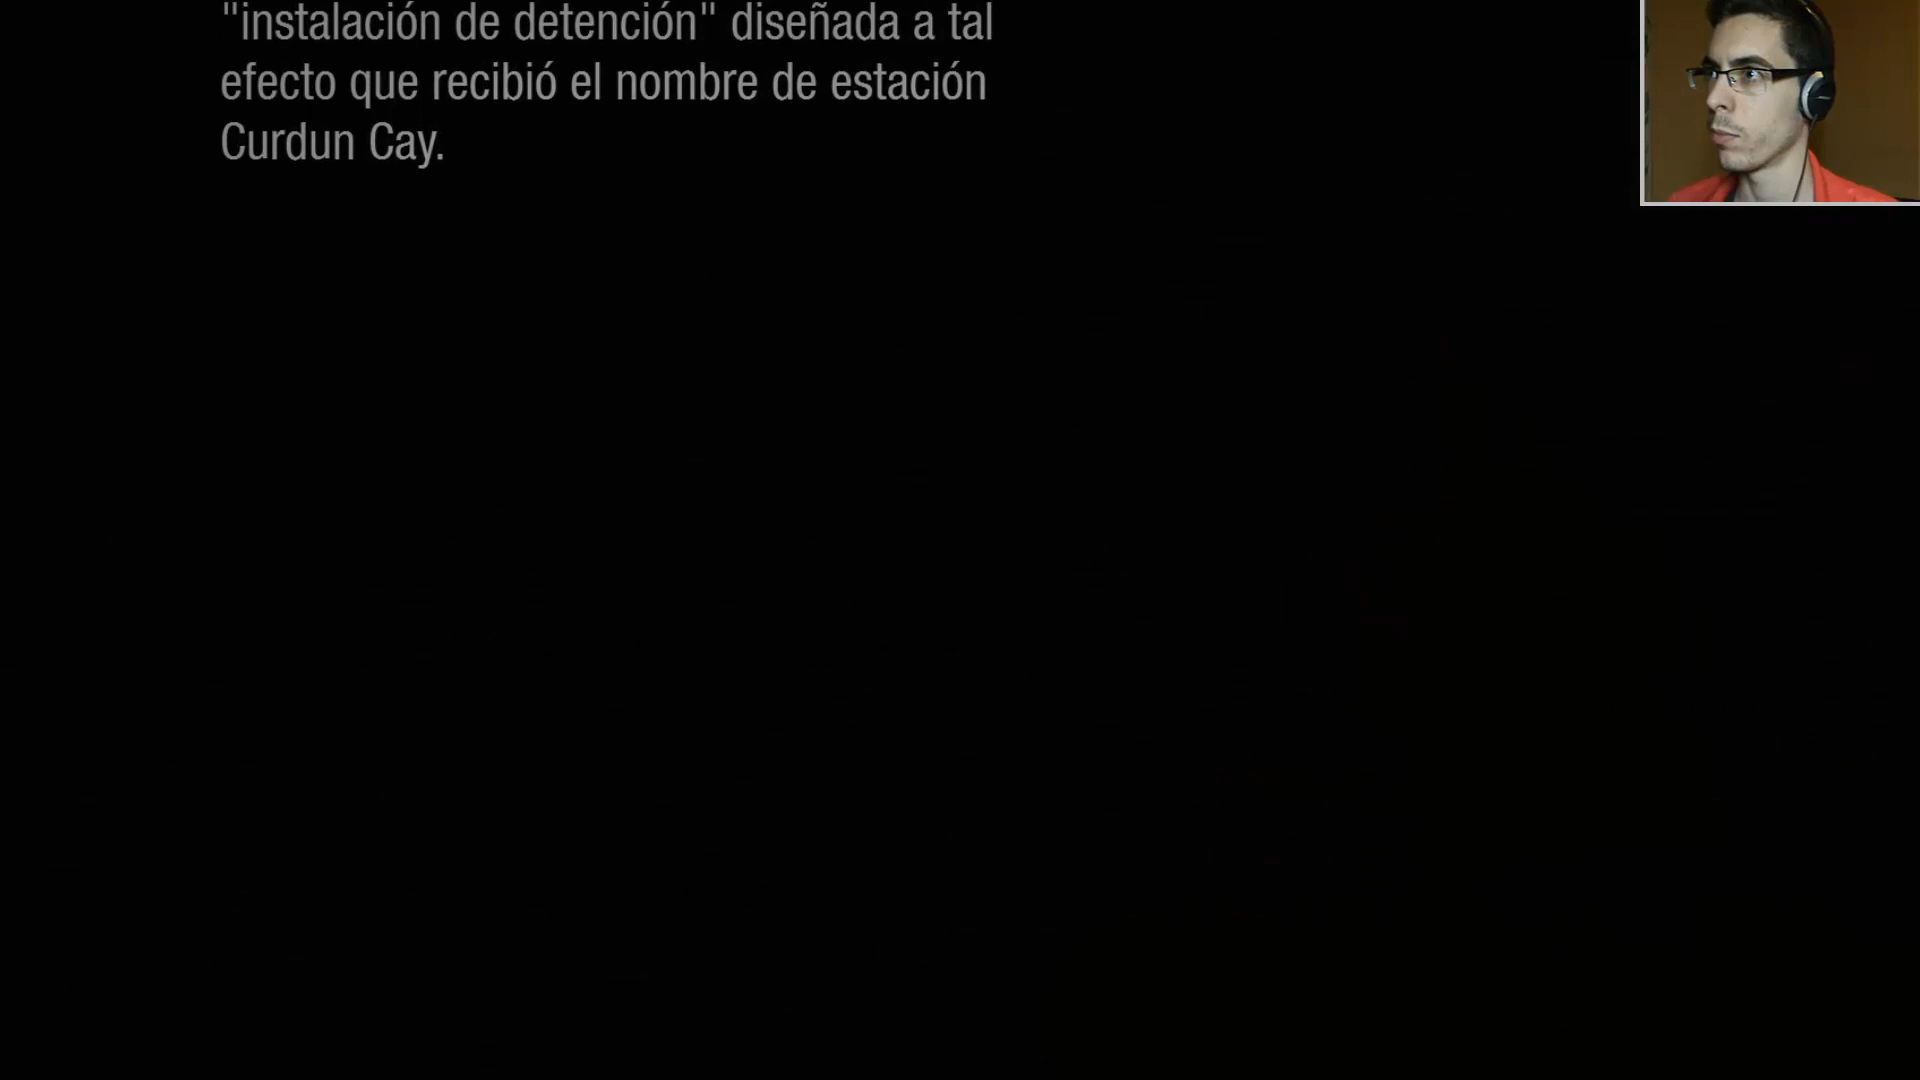 "instalación de detención" diseñada a tal
efecto que recibió el nombre de estación
Curdun Cay.